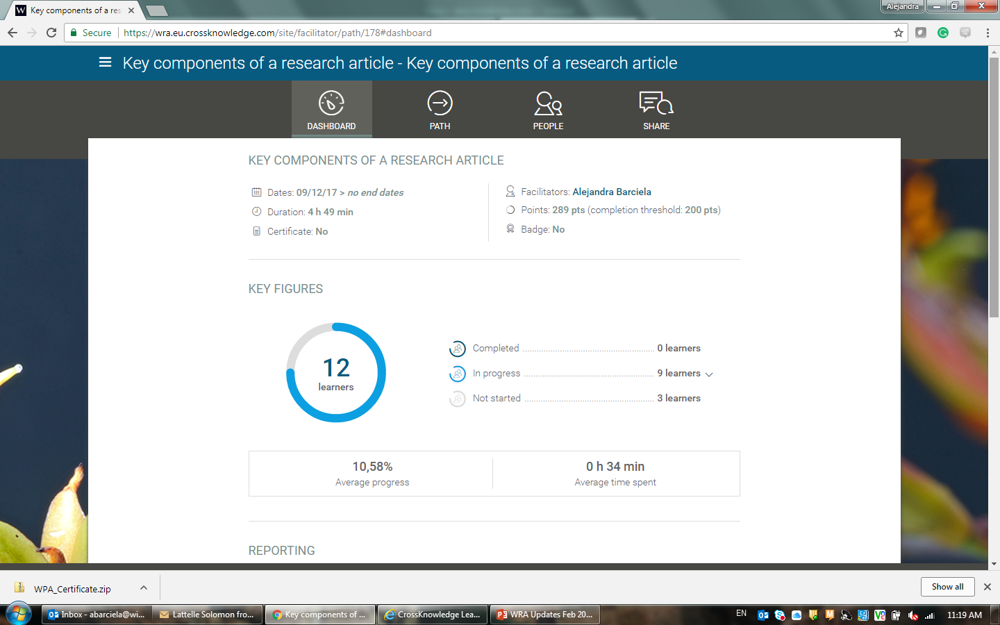 Key components of a res
Alejandra
Secure
https://wra.eu.crossknowledge.com/site/facilitator/path/178#dashboard
Key components of a research article - Key components of a research article
DASHBOARD
PATH
PEOPLE
SHARE
KEY COMPONENTS OF A RESEARCH ARTICLE
Dates: 09/12/17 > no end dates
Duration: 4 h 49 min
Certificate: No
Facilitators: Alejandra Barciela
Points: 289 pts (completion threshold: 200 pts)
Badge: No
KEY FIGURES
12
learners
Completed ........ 0 learners
In progress ........ 9 learners
Not started ........ 3 learners
10,58%
Average progress
0 h 34 min
Average time spent
REPORTING
WPA_Certificate.zip
Show all
Inbox - abarciela@wi...
Lattelle Solomon fro...
Key components of ...
CrossKnowledge Lea...
WRA Updates Feb 20...
EN
11:19 AM